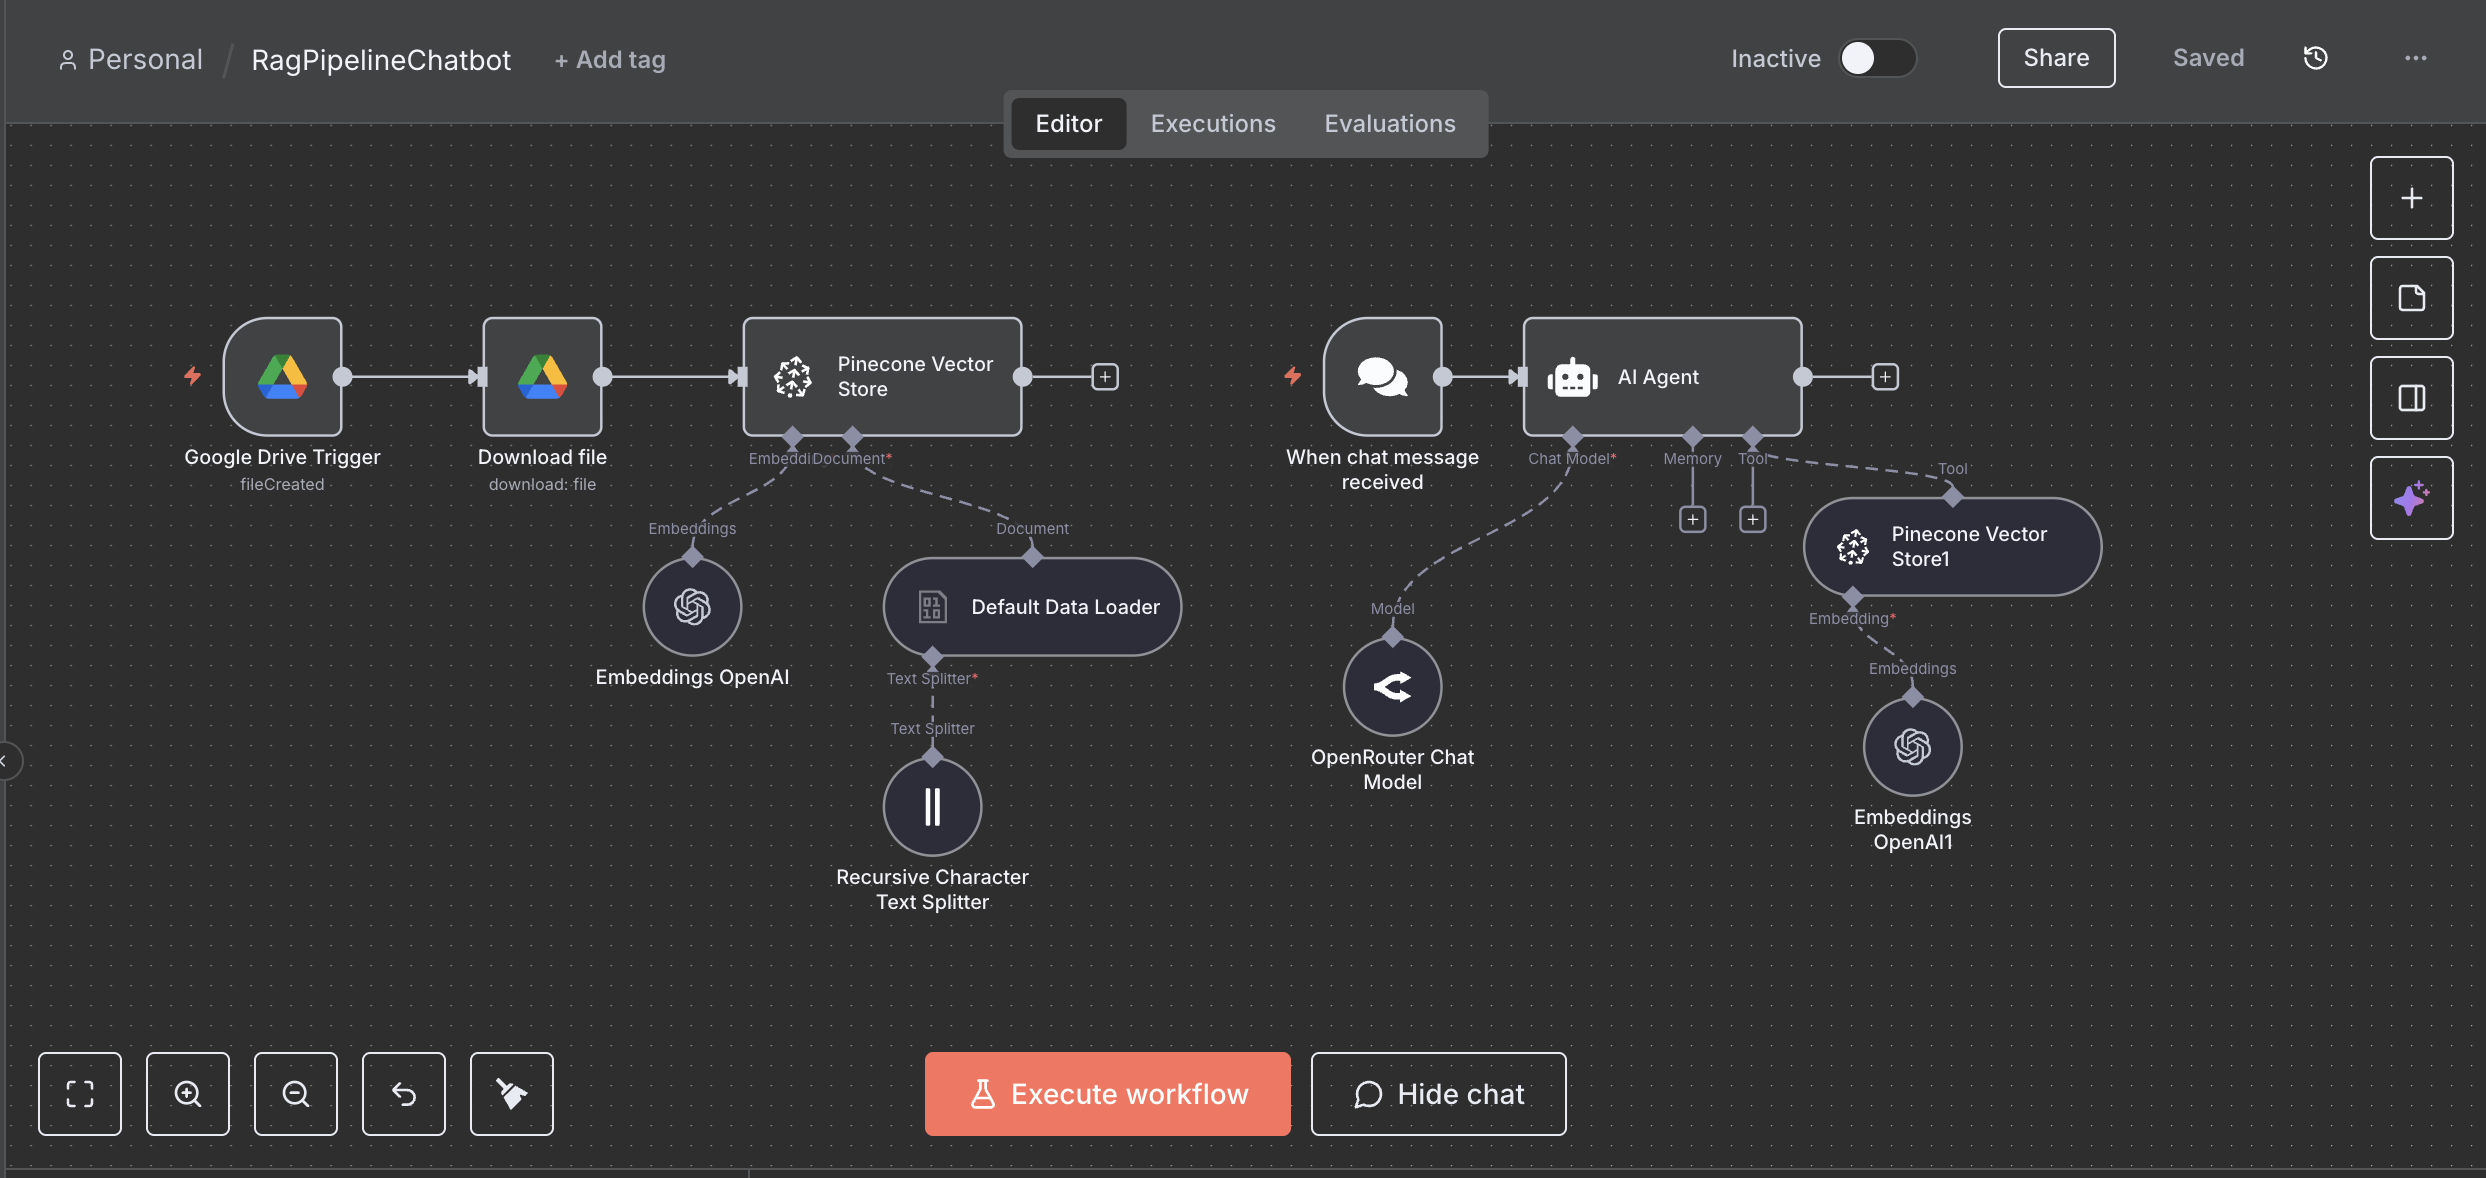 Personal / RagPipelineChatbot + Add tag
Inactive Share Saved
Editor Executions Evaluations
Google Drive Trigger
fileCreated
Download file
download: file
Pinecone Vector
Store
Embeddi
Document*
Embeddings
Embeddings OpenAI
Document
Default Data Loader
Text Splitter*
Text Splitter
Recursive Character
Text Splitter
When chat message
received
AI Agent
Chat Model*
Memory
Tool
Model
OpenRouter Chat
Model
Tool
Pinecone Vector
Store1
Embedding*
Embeddings
Embeddings
OpenAI1
Execute workflow
Hide chat